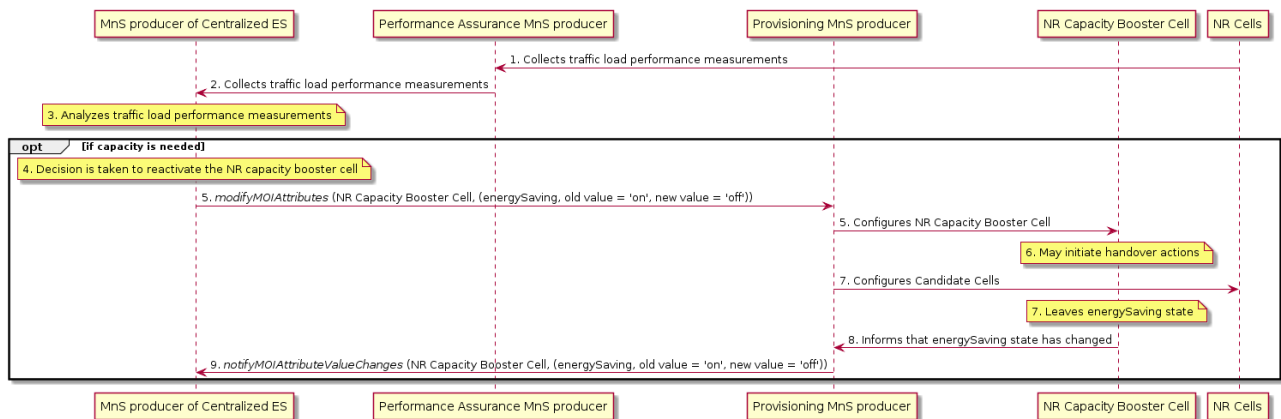 MnS producer of Centralized ES
Performance Assurance MnS producer
Provisioning MnS producer
NR Capacity Booster Cell
NR Cells
1. Collects traffic load performance measurements
2. Collects traffic load performance measurements
3. Analyzes traffic load performance measurements
opt
[if capacity is needed]
4. Decision is taken to reactivate the NR capacity booster cell
5. modifyMOIAttributes (NR Capacity Booster Cell, (energySaving, old value = 'on', new value = 'off'))
5. Configures NR Capacity Booster Cell
6. May initiate handover actions
7. Configures Candidate Cells
7. Leaves energySaving state
8. Informs that energySaving state has changed
9. notifyMOIAttributeValueChanges (NR Capacity Booster Cell, (energySaving, old value = 'on', new value = 'off'))
MnS producer of Centralized ES
Performance Assurance MnS producer
Provisioning MnS producer
NR Capacity Booster Cell
NR Cells